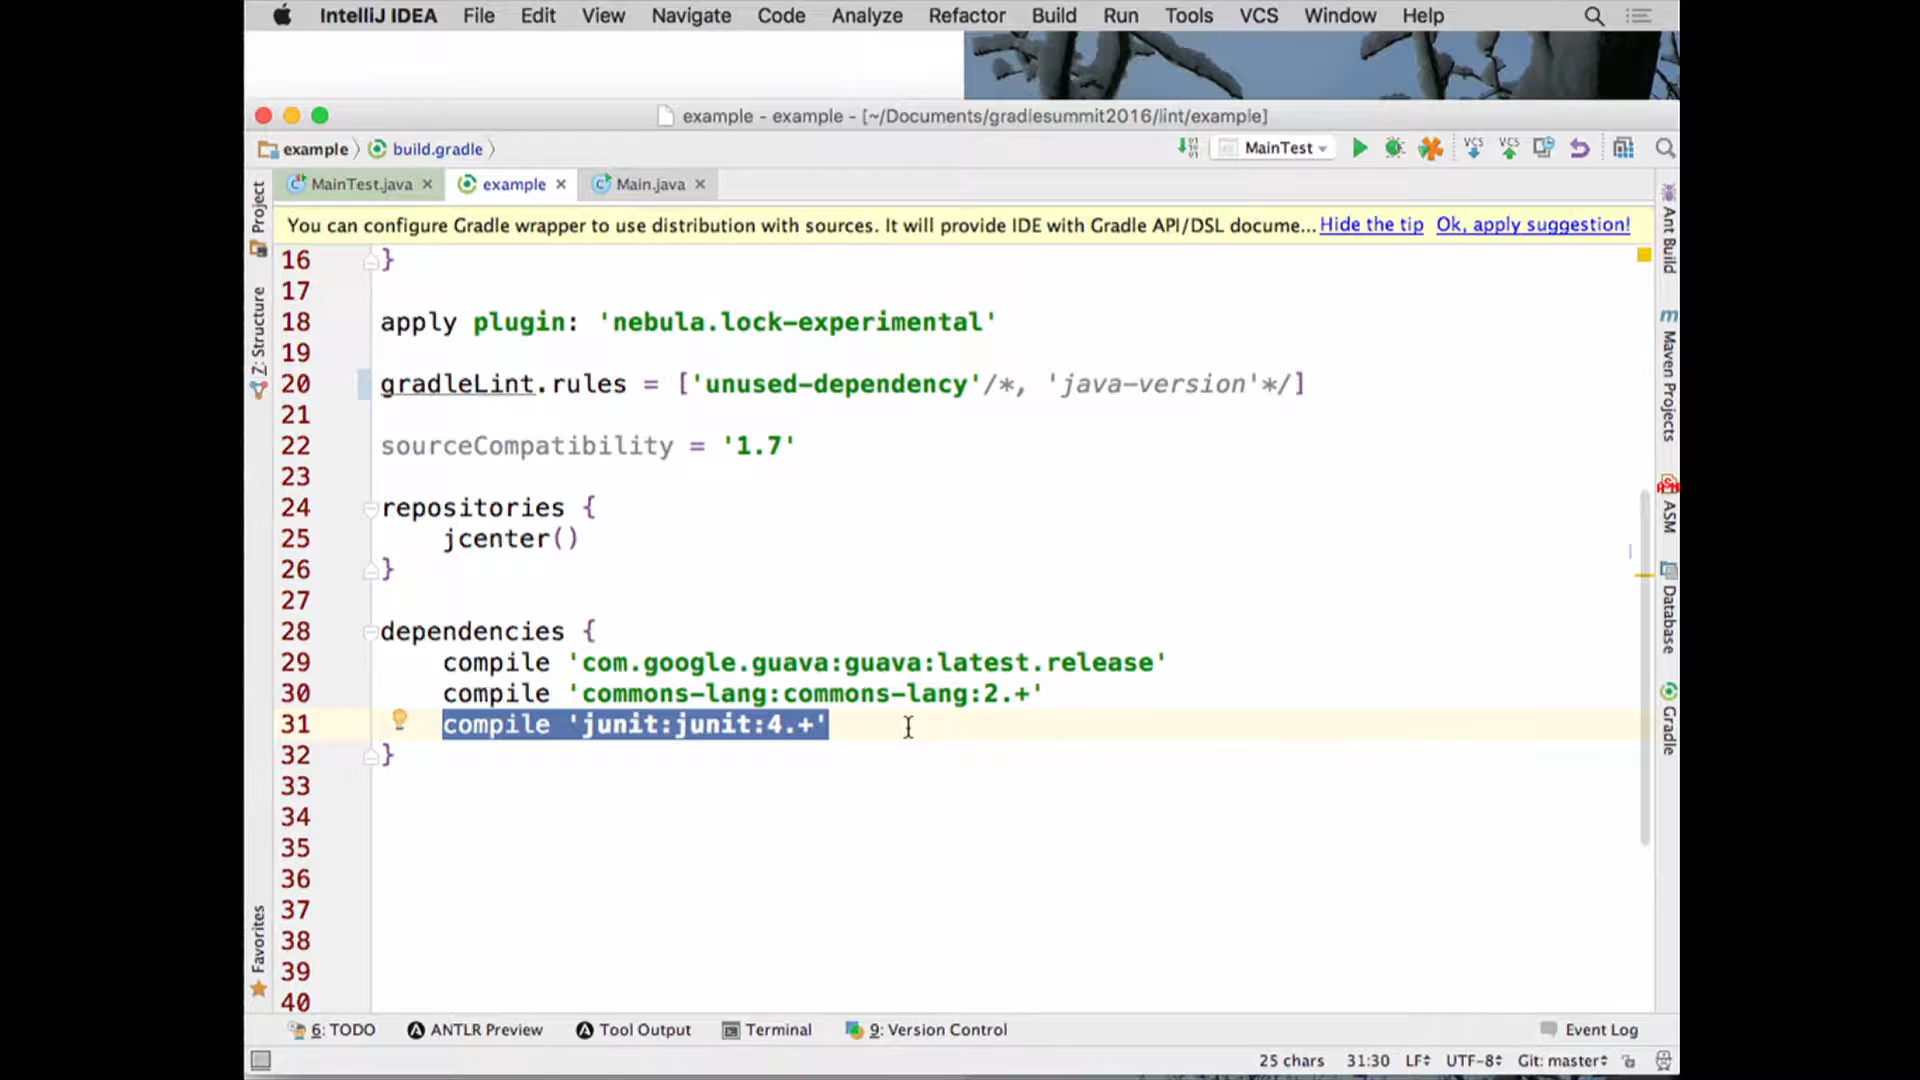 IntelliJ IDEA File Edit View Navigate Code Analyze Refactor Build Run Tools VCS Window Help
example - example - [~/Documents/gradlesummit2016/lint/example]
example build.gradle MainTest VCS VCS
MainTest.java example Main.java
You can configure Gradle wrapper to use distribution with sources. It will provide IDE with Gradle API/DSL docume... Hide the tip Ok, apply suggestion!
16 }
17
18 apply plugin: 'nebula.lock-experimental'
19
20 gradleLint.rules = ['unused-dependency'/*, 'java-version'*/]
21
22 sourceCompatibility = '1.7'
23
24 repositories {
25 jcenter()
26 }
27
28 dependencies {
29 compile 'com.google.guava:guava:latest.release'
30 compile 'commons-lang:commons-lang:2.+'
31 compile 'junit:junit:4.+'
32 }
33
34
35
36
37
38
39
40
Project
Z: Structure
Favorites
Ant Build
Maven Projects
ASM
Database
Gradle
6: TODO ANTLR Preview Tool Output Terminal 9: Version Control Event Log
25 chars 31:30 LF UTF-8 Git: master